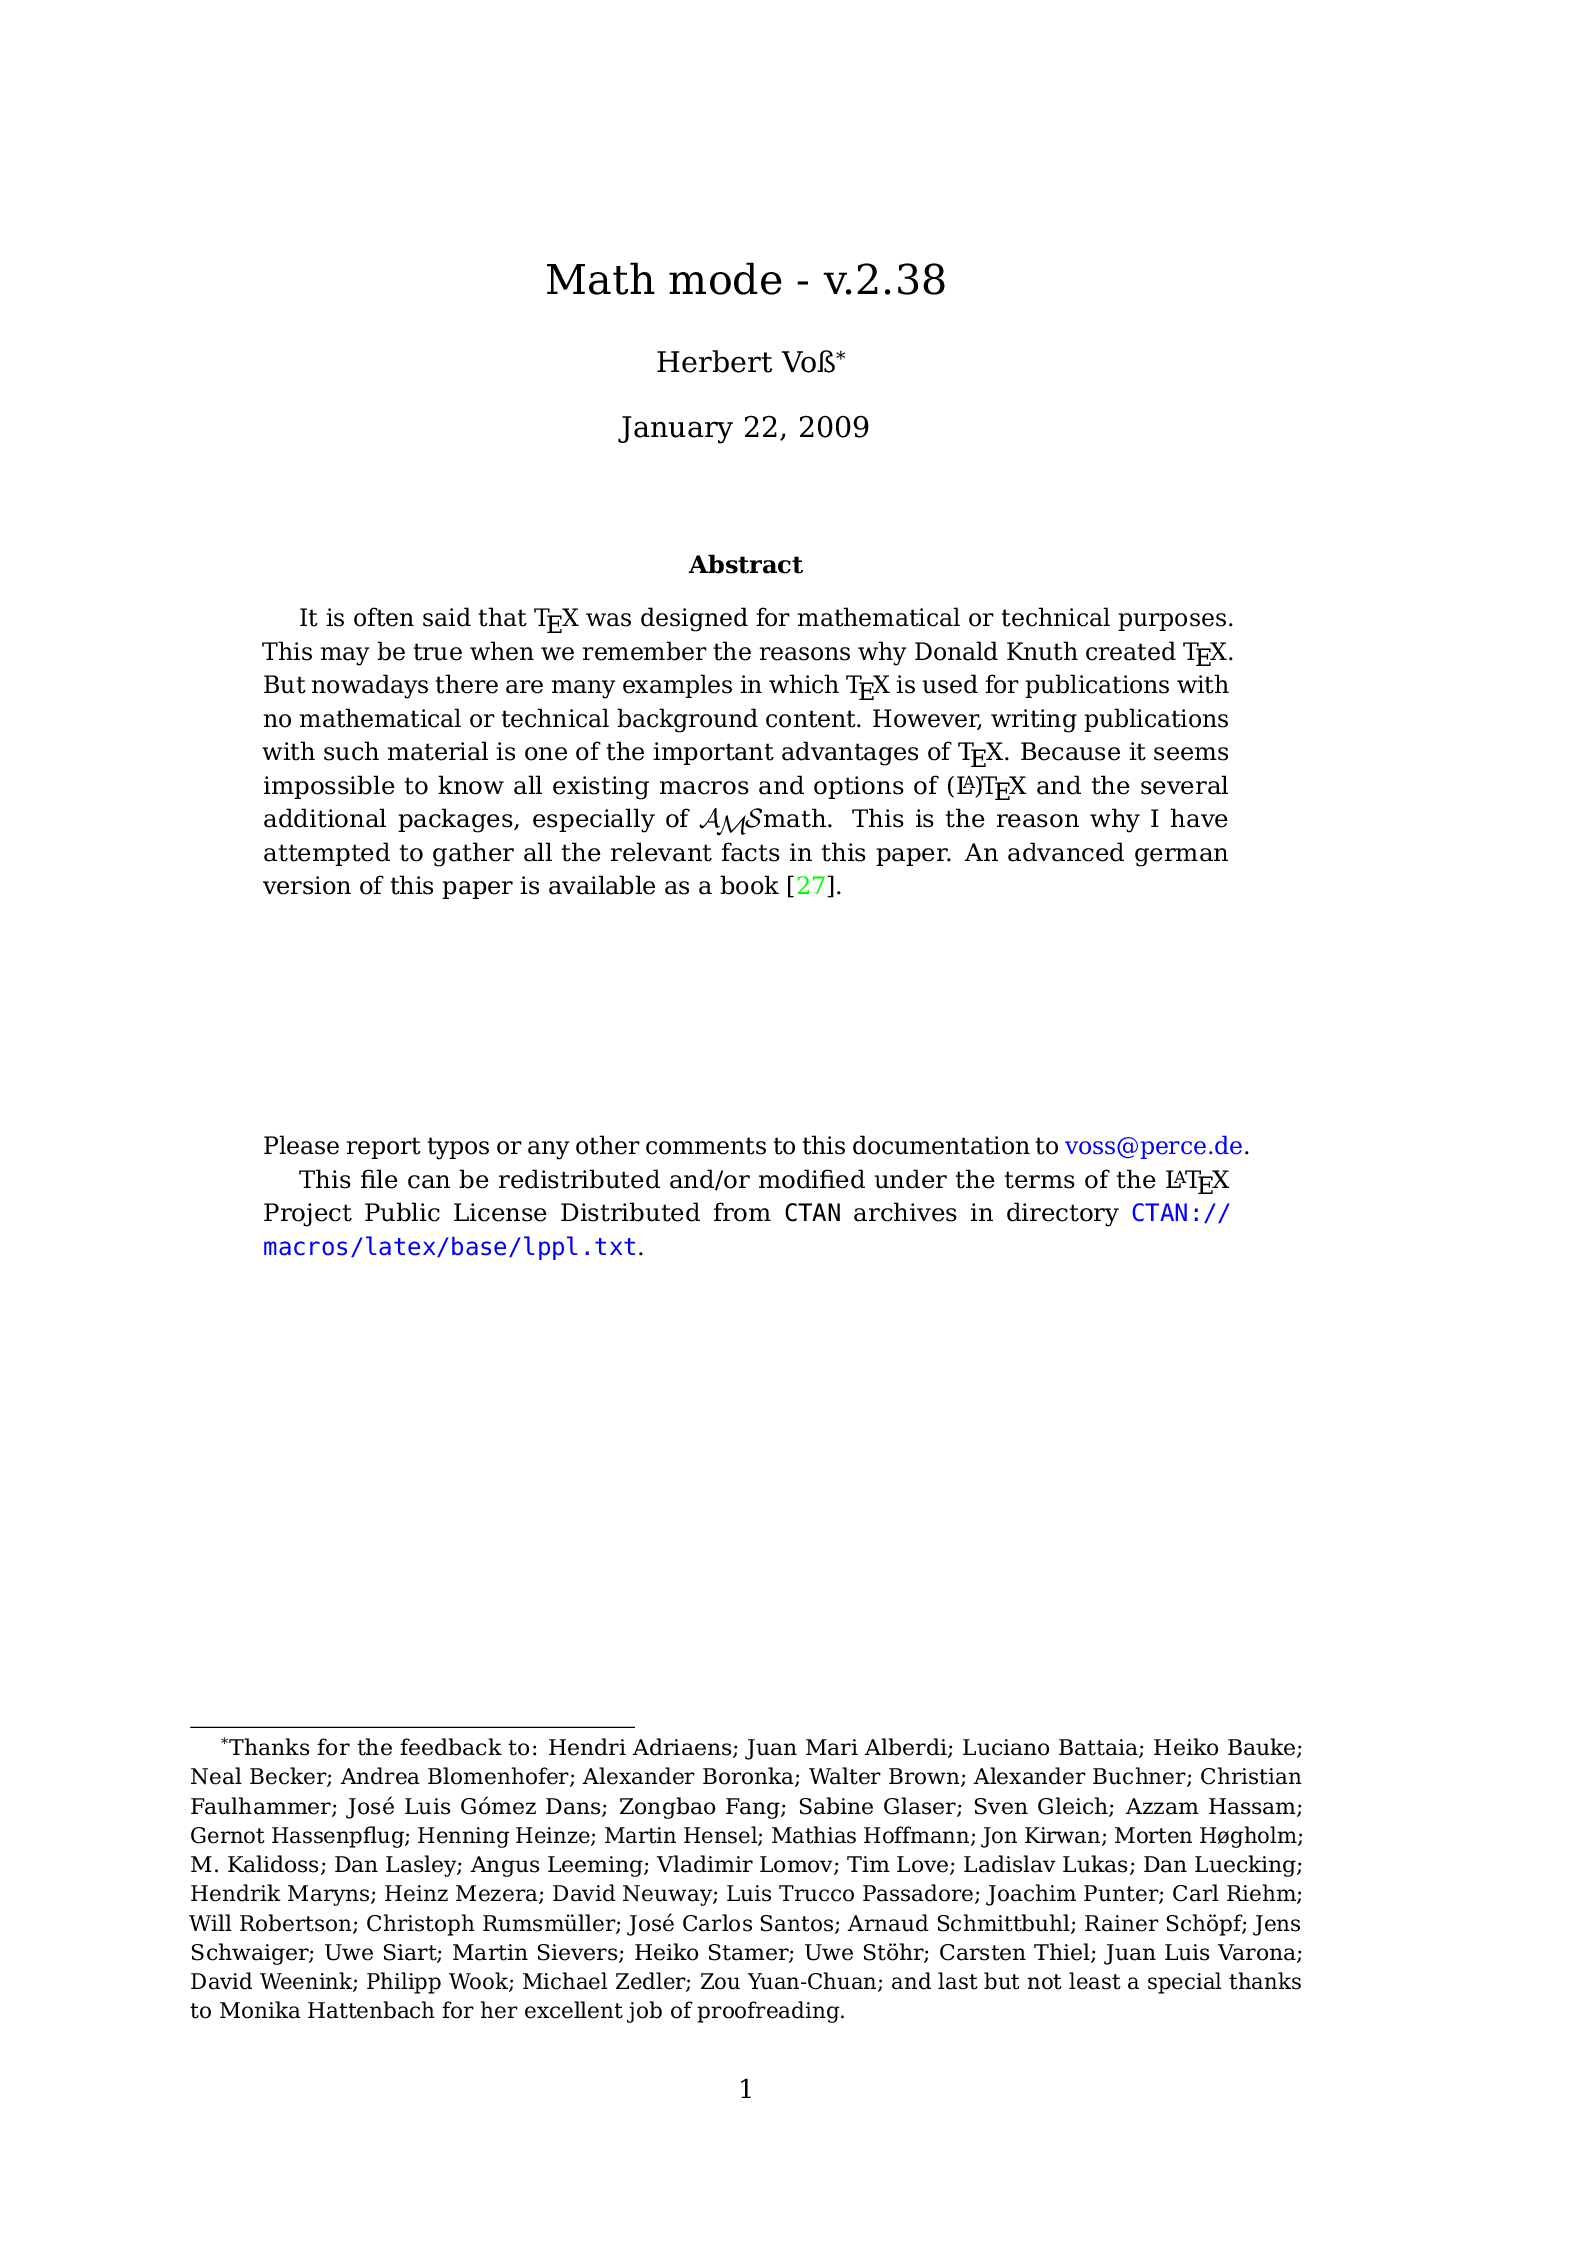 Math mode - v.2.38
Herbert Voß*
January 22, 2009
Abstract
It is often said that TEX was designed for mathematical or technical purposes.
This may be true when we remember the reasons why Donald Knuth created TEX.
But nowadays there are many examples in which TEX is used for publications with
no mathematical or technical background content. However, writing publications
with such material is one of the important advantages of TEX. Because it seems
impossible to know all existing macros and options of (LA)TEX and the several
additional packages, especially of AMSmath. This is the reason why I have
attempted to gather all the relevant facts in this paper. An advanced german
version of this paper is available as a book [27].
Please report typos or any other comments to this documentation to voss@perce.de.
This file can be redistributed and/or modified under the terms of the LATEX
Project Public License Distributed from CTAN archives in directory CTAN://
macros/latex/base/lppl.txt.
*Thanks for the feedback to: Hendri Adriaens; Juan Mari Alberdi; Luciano Battaia; Heiko Bauke;
Neal Becker; Andrea Blomenhofer; Alexander Boronka; Walter Brown; Alexander Buchner; Christian
Faulhammer; José Luis Gómez Dans; Zongbao Fang; Sabine Glaser; Sven Gleich; Azzam Hassam;
Gernot Hassenpflug; Henning Heinze; Martin Hensel; Mathias Hoffmann; Jon Kirwan; Morten Høgholm;
M. Kalidoss; Dan Lasley; Angus Leeming; Vladimir Lomov; Tim Love; Ladislav Lukas; Dan Luecking;
Hendrik Maryns; Heinz Mezera; David Neuway; Luis Trucco Passadore; Joachim Punter; Carl Riehm;
Will Robertson; Christoph Rumsmüller; José Carlos Santos; Arnaud Schmittbuhl; Rainer Schöpf; Jens
Schwaiger; Uwe Siart; Martin Sievers; Heiko Stamer; Uwe Stöhr; Carsten Thiel; Juan Luis Varona;
David Weenink; Philipp Wook; Michael Zedler; Zou Yuan-Chuan; and last but not least a special thanks
to Monika Hattenbach for her excellent job of proofreading.
1